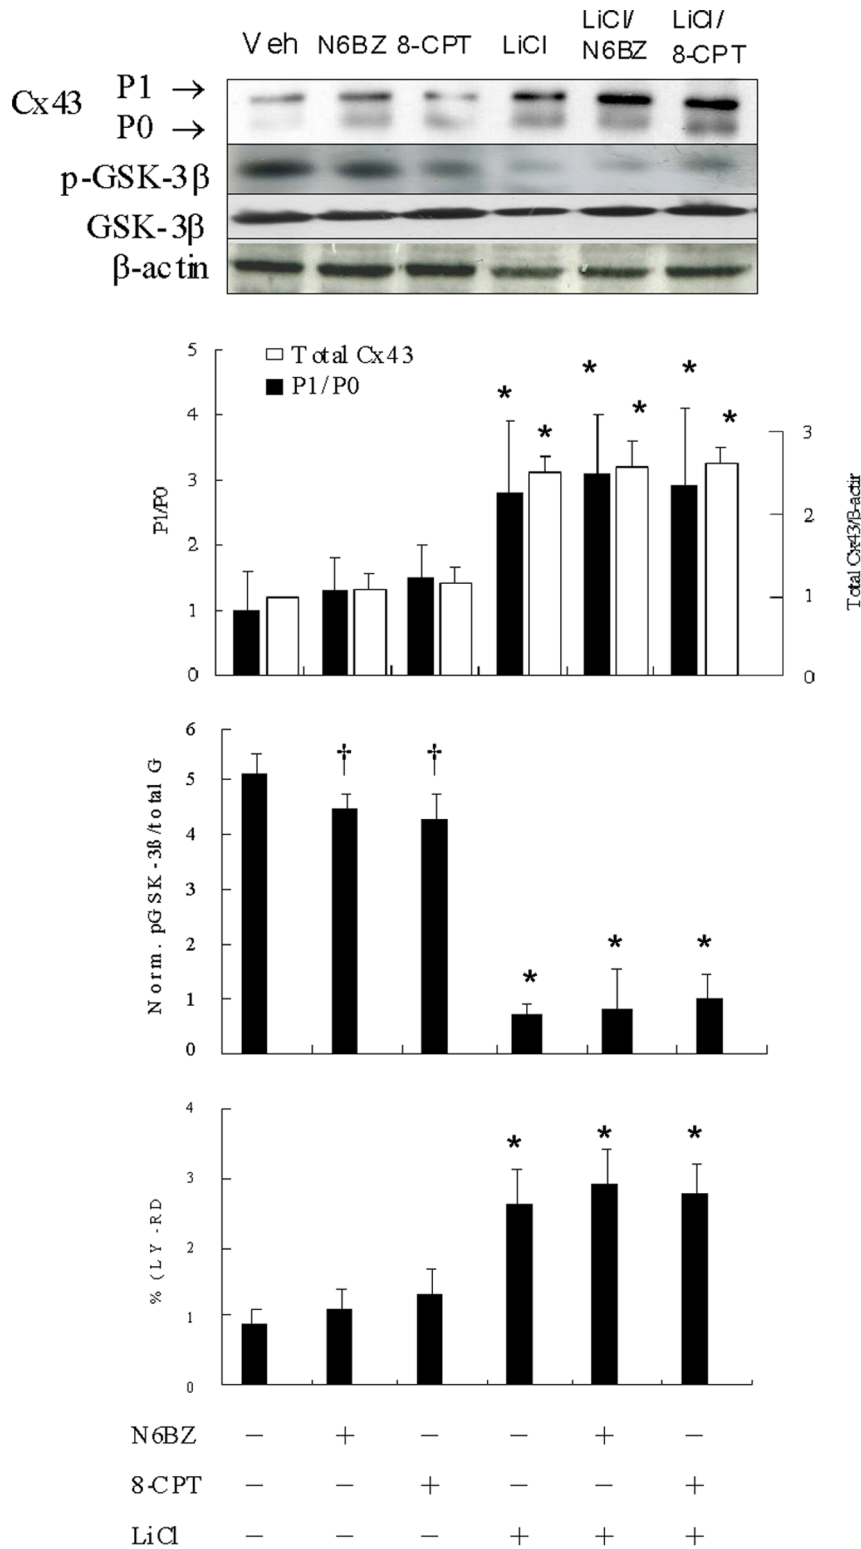 Veh N6BZ 8-CPT LiCl LiCl/ N6BZ LiCl/ 8-CPT
Cx43 P1 →
P0 →
p-GSK-3β
GSK-3β
β-actin
Total Cx43
P1/P0
P1/P0
5
4
3
2
1
0
* * * * * *
3
2
1
0
Total Cx43/ß-actin
Norm. pGSK-3ß/total G
6
5
4
3
2
1
0
† † * * *
% (LY-RD
4
3
2
1
0
* * *
N6BZ − + − − + −
8-CPT − − + − − +
LiCl − − − + + +